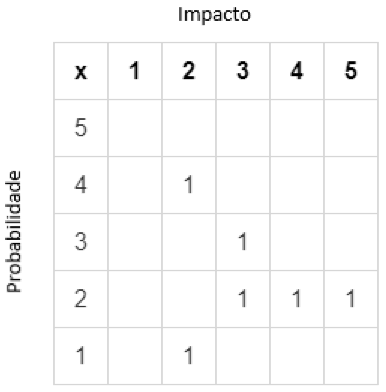 Impacto
x 1 2 3 4 5
5
4 1
3 1
Probabilidade
2 1 1 1
1 1